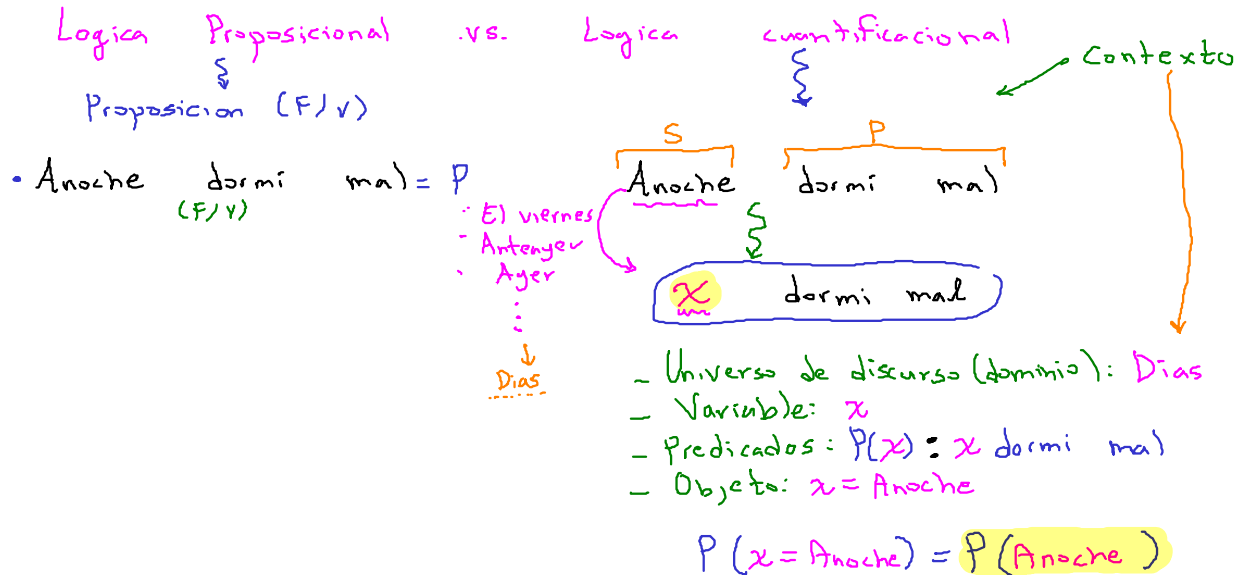 Logica Proposicional .vs. Logica cuantificacional
Contexto
Proposicion (F/V)
S P
• Anoche dormi mal = P
(F/V)
Anoche dormi mal
- El viernes
- Antenyer
- Ayer
⋮
Dias
x dormi mal
- Universo de discurso (dominio): Dias
- Variable: x
- Predicados: P(x) : x dormi mal
- Objeto: x = Anoche
P (x = Anoche) = P(Anoche)